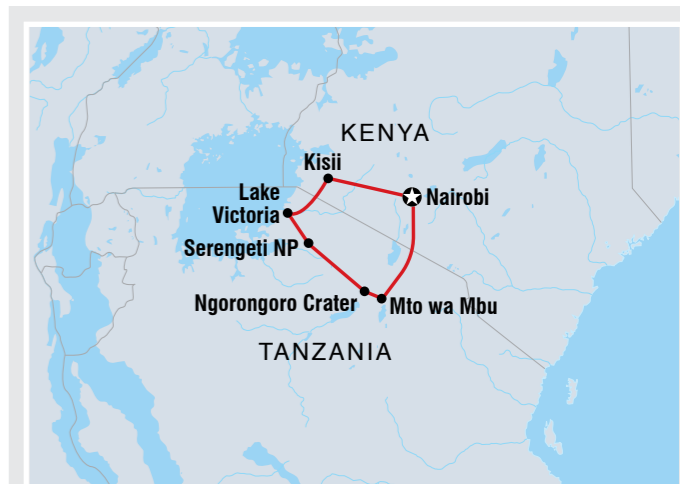 KENYA
Kisii
Lake
Victoria
Nairobi
Serengeti NP
Ngorongoro Crater
Mto wa Mbu
TANZANIA